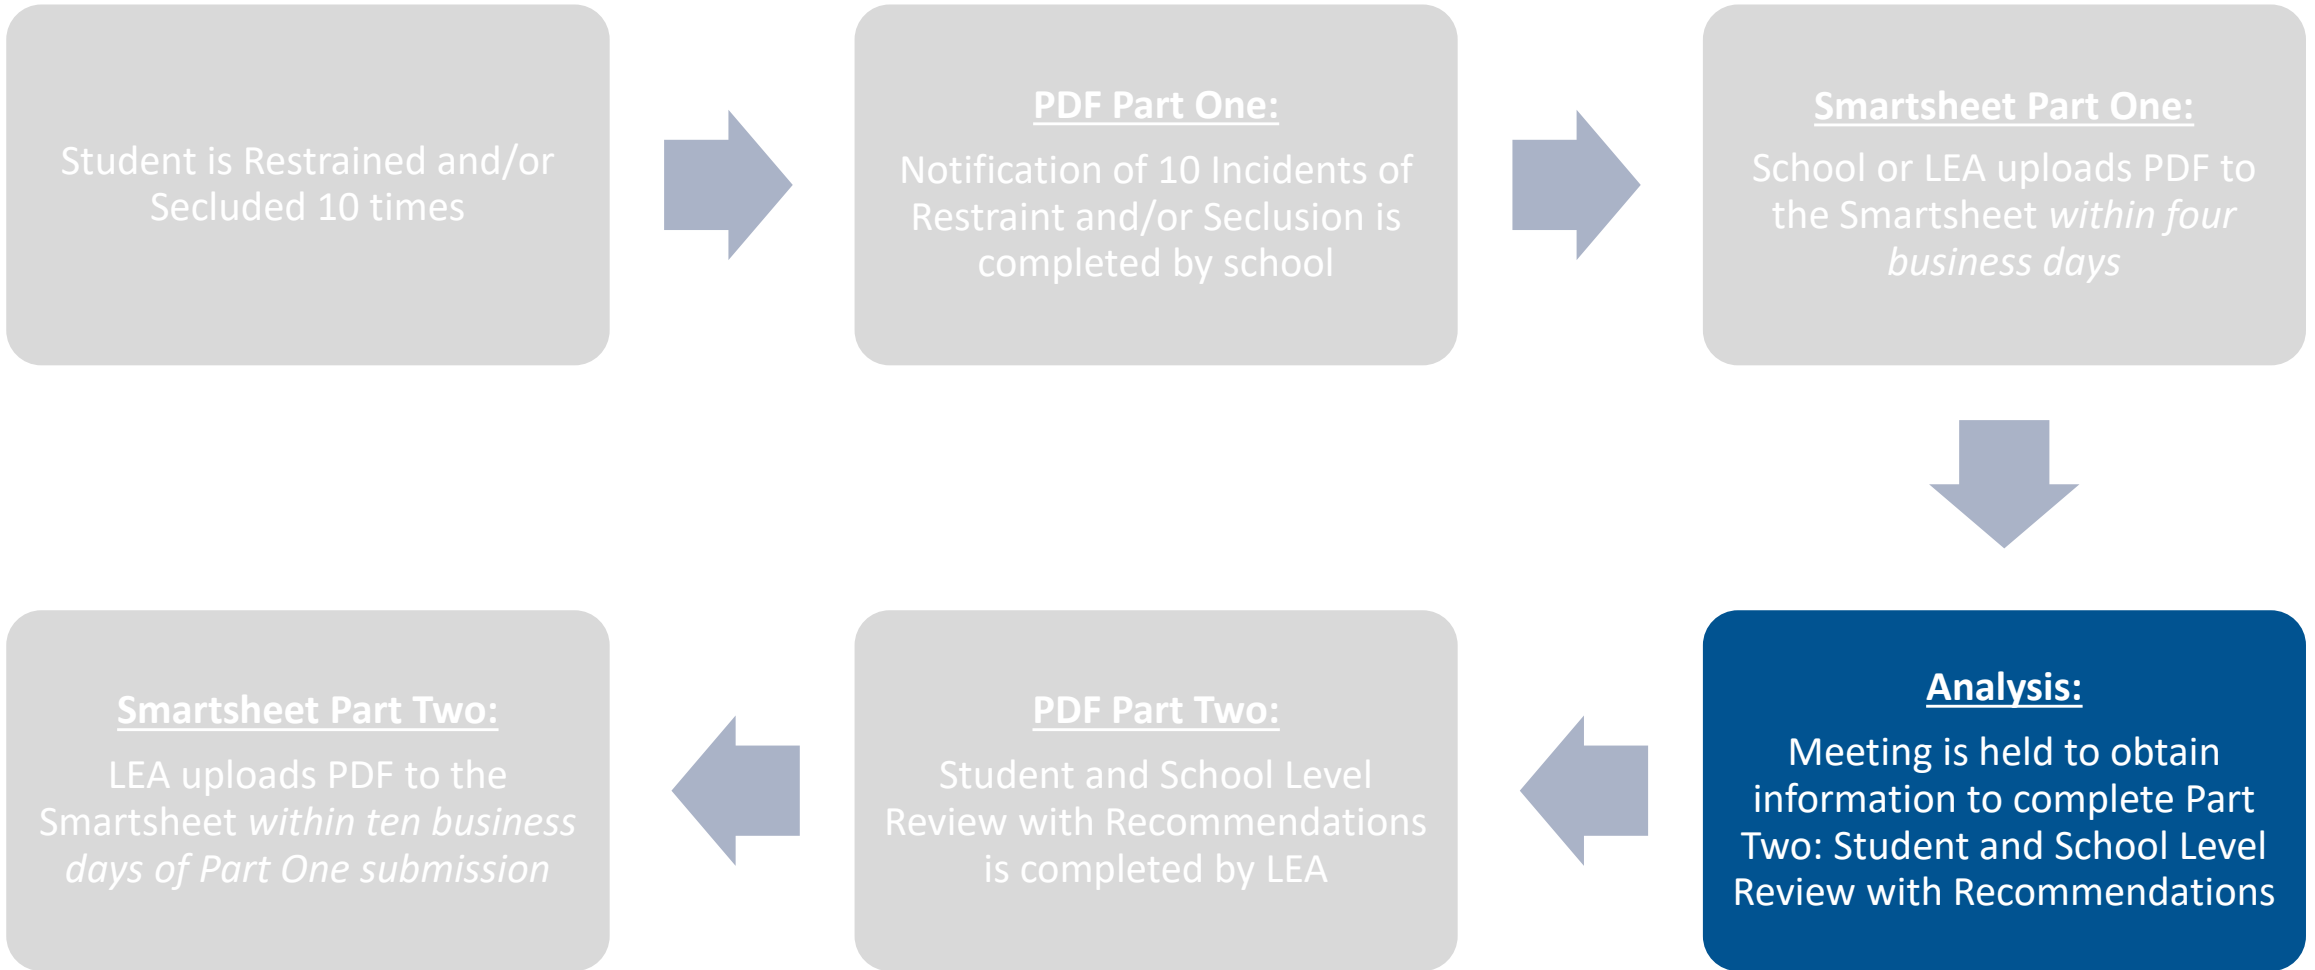 Student is Restrained and/or
Secluded 10 times
PDF Part One:
Notification of 10 Incidents of
Restraint and/or Seclusion is
completed by school
Smartsheet Part One:
School or LEA uploads PDF to
the Smartsheet within four
business days
Analysis:
Meeting is held to obtain
information to complete Part
Two: Student and School Level
Review with Recommendations
PDF Part Two:
Student and School Level
Review with Recommendations
is completed by LEA
Smartsheet Part Two:
LEA uploads PDF to the
Smartsheet within ten business
days of Part One submission